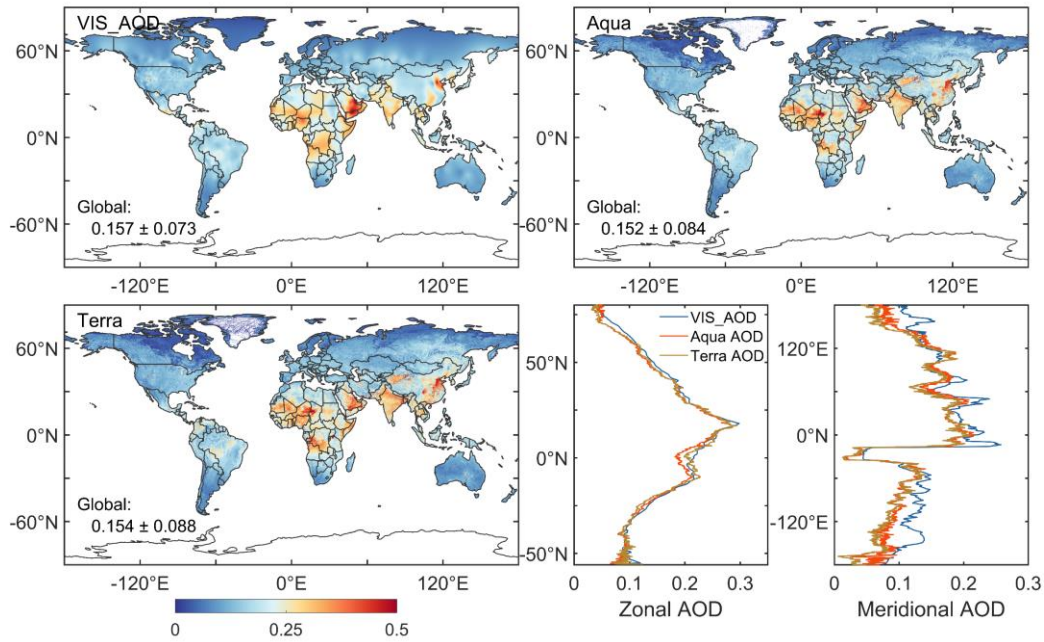 VIS_AOD
60°N
0°N
-60°N
Global:
0.157 ± 0.073
-120°E
0°E
120°E
Aqua
60°N
0°N
-60°N
Global:
0.152 ± 0.084
-120°E
0°E
120°E
Terra
60°N
0°N
-60°N
Global:
0.154 ± 0.088
-120°E
0°E
120°E
0
0.25
0.5
VIS_AOD
Aqua AOD
Terra AOD
50°N
0°N
-50°N
0
0.1
0.2
0.3
Zonal AOD
120°E
0°N
-120°E
0
0.1
0.2
0.3
Meridional AOD